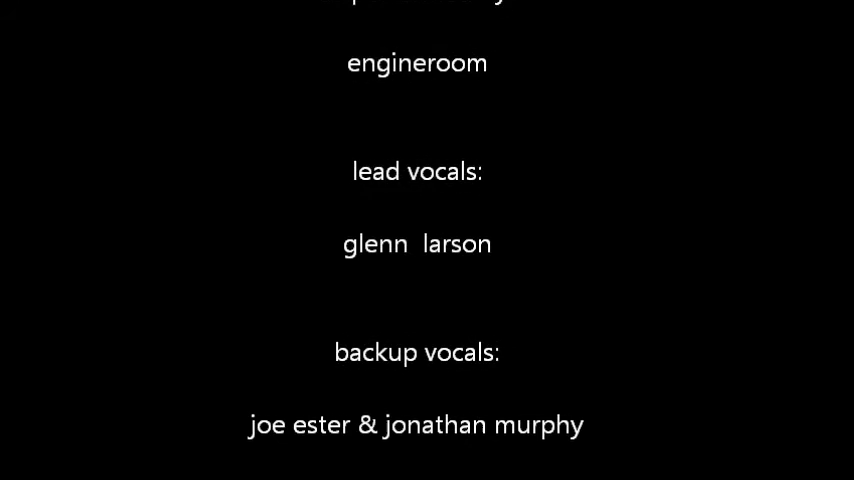 engineroom
lead vocals:
glenn  larson
backup vocals:
joe ester & jonathan murphy